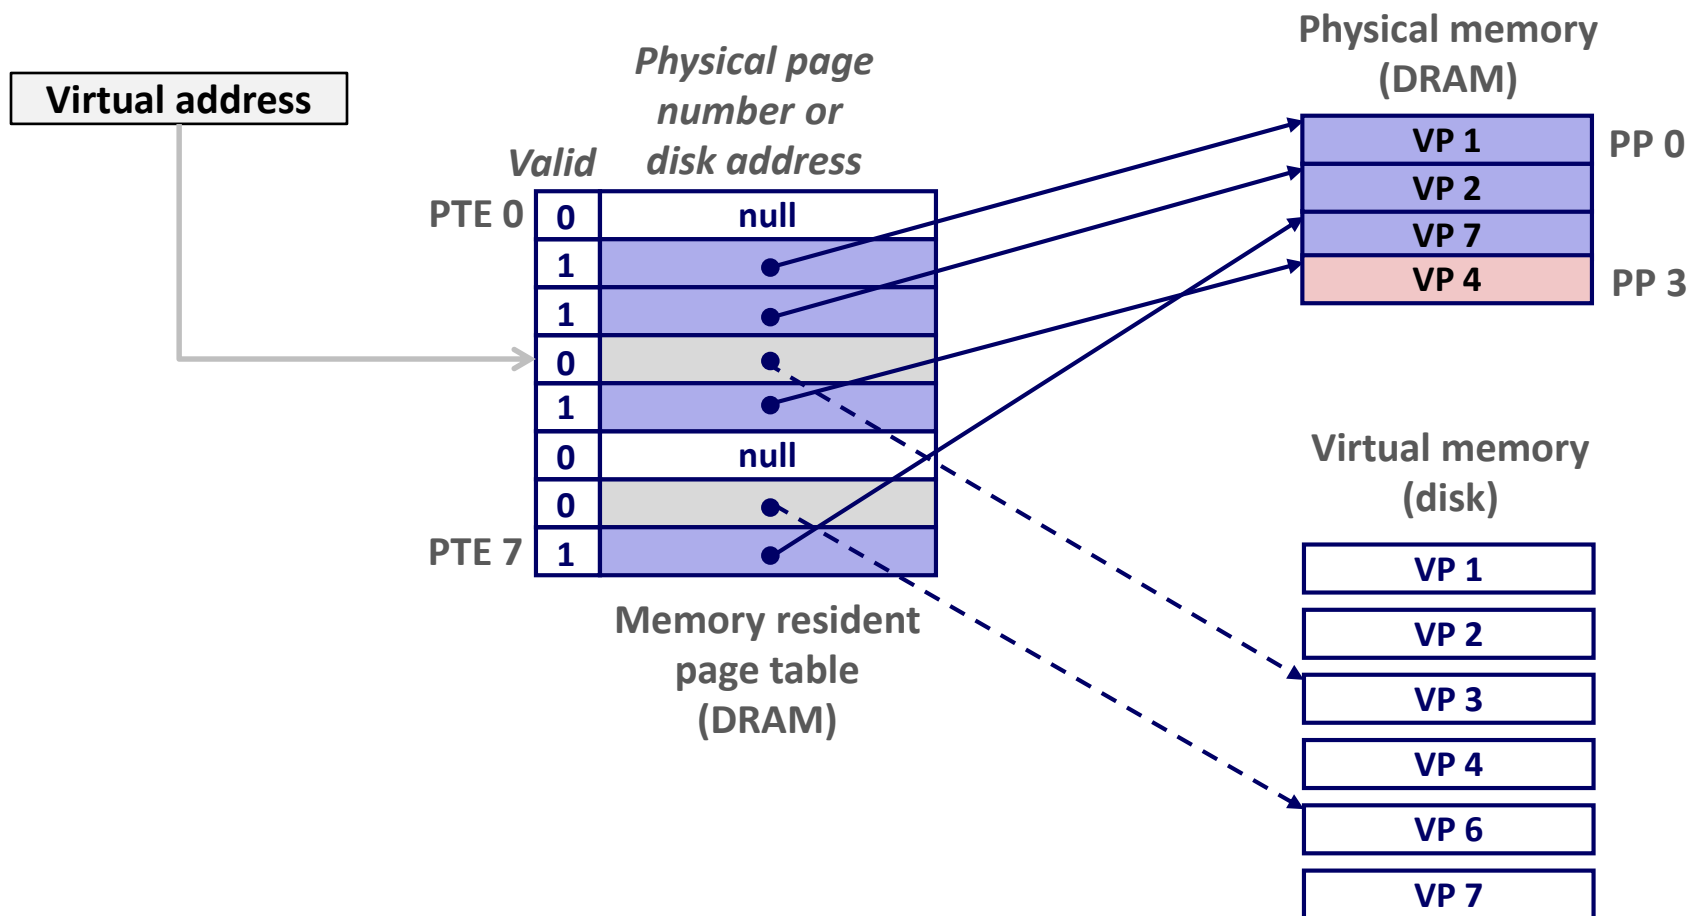 Virtual address
Physical page
number or
disk address
Valid
PTE 0
0
null
1
1
0
1
0
null
0
PTE 7
1
Memory resident
page table
(DRAM)
Physical memory
(DRAM)
VP 1
PP 0
VP 2
VP 7
VP 4
PP 3
Virtual memory
(disk)
VP 1
VP 2
VP 3
VP 4
VP 6
VP 7